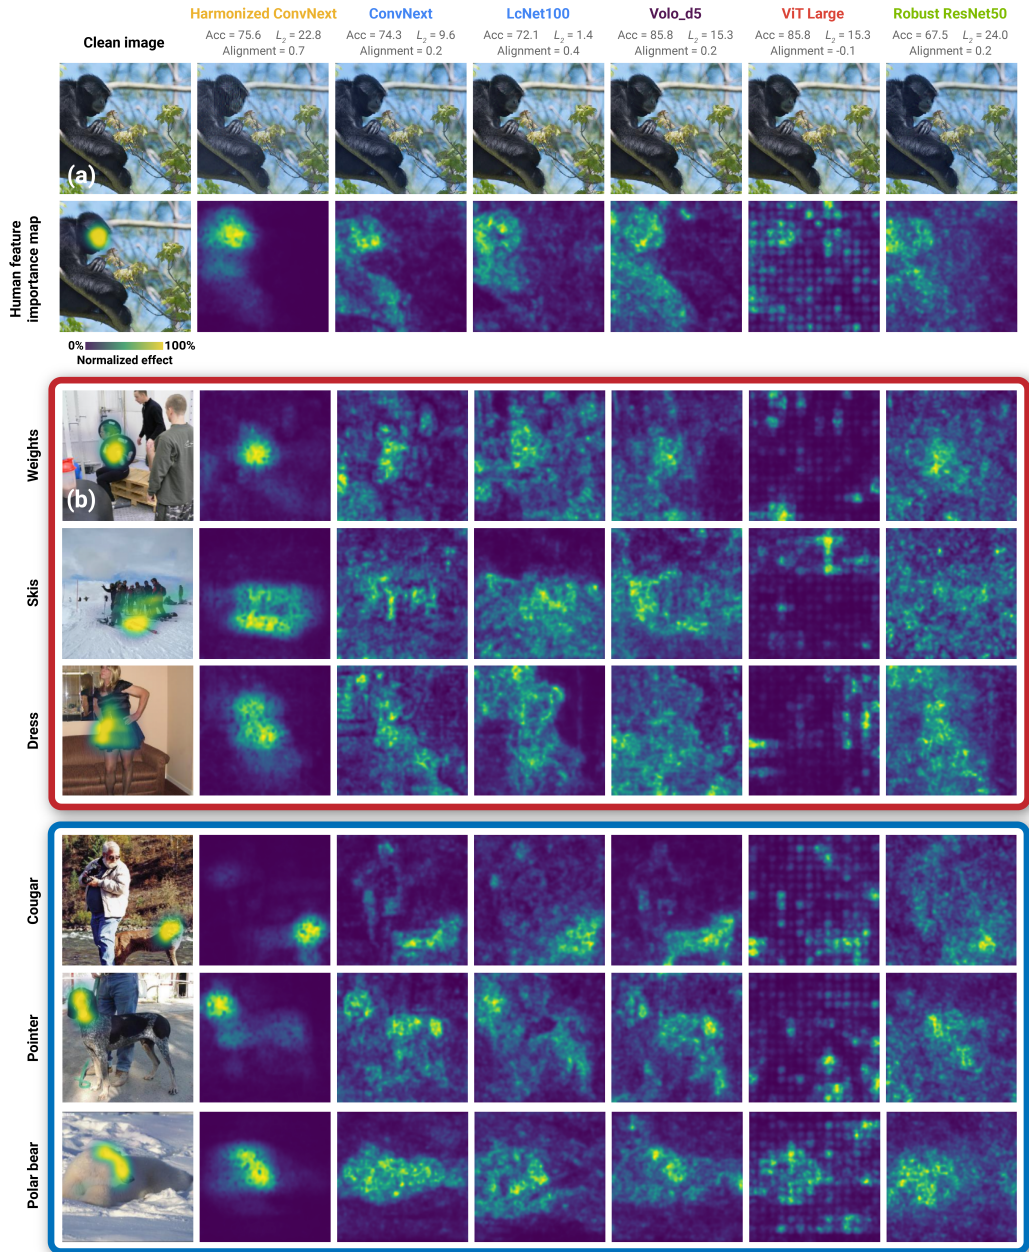 Harmonized ConvNext ConvNext LcNet100 Volo_d5 ViT Large Robust ResNet50
Clean image
Acc = 75.6 L2 = 22.8
Alignment = 0.7
Acc = 74.3 L2 = 9.6
Alignment = 0.2
Acc = 72.1 L2 = 1.4
Alignment = 0.4
Acc = 85.8 L2 = 15.3
Alignment = 0.2
Acc = 85.8 L2 = 15.3
Alignment = -0.1
Acc = 67.5 L2 = 24.0
Alignment = 0.2
(a)
Human feature
importance map
0% 100%
Normalized effect
Weights
(b)
Skis
Dress
Cougar
Pointer
Polar bear